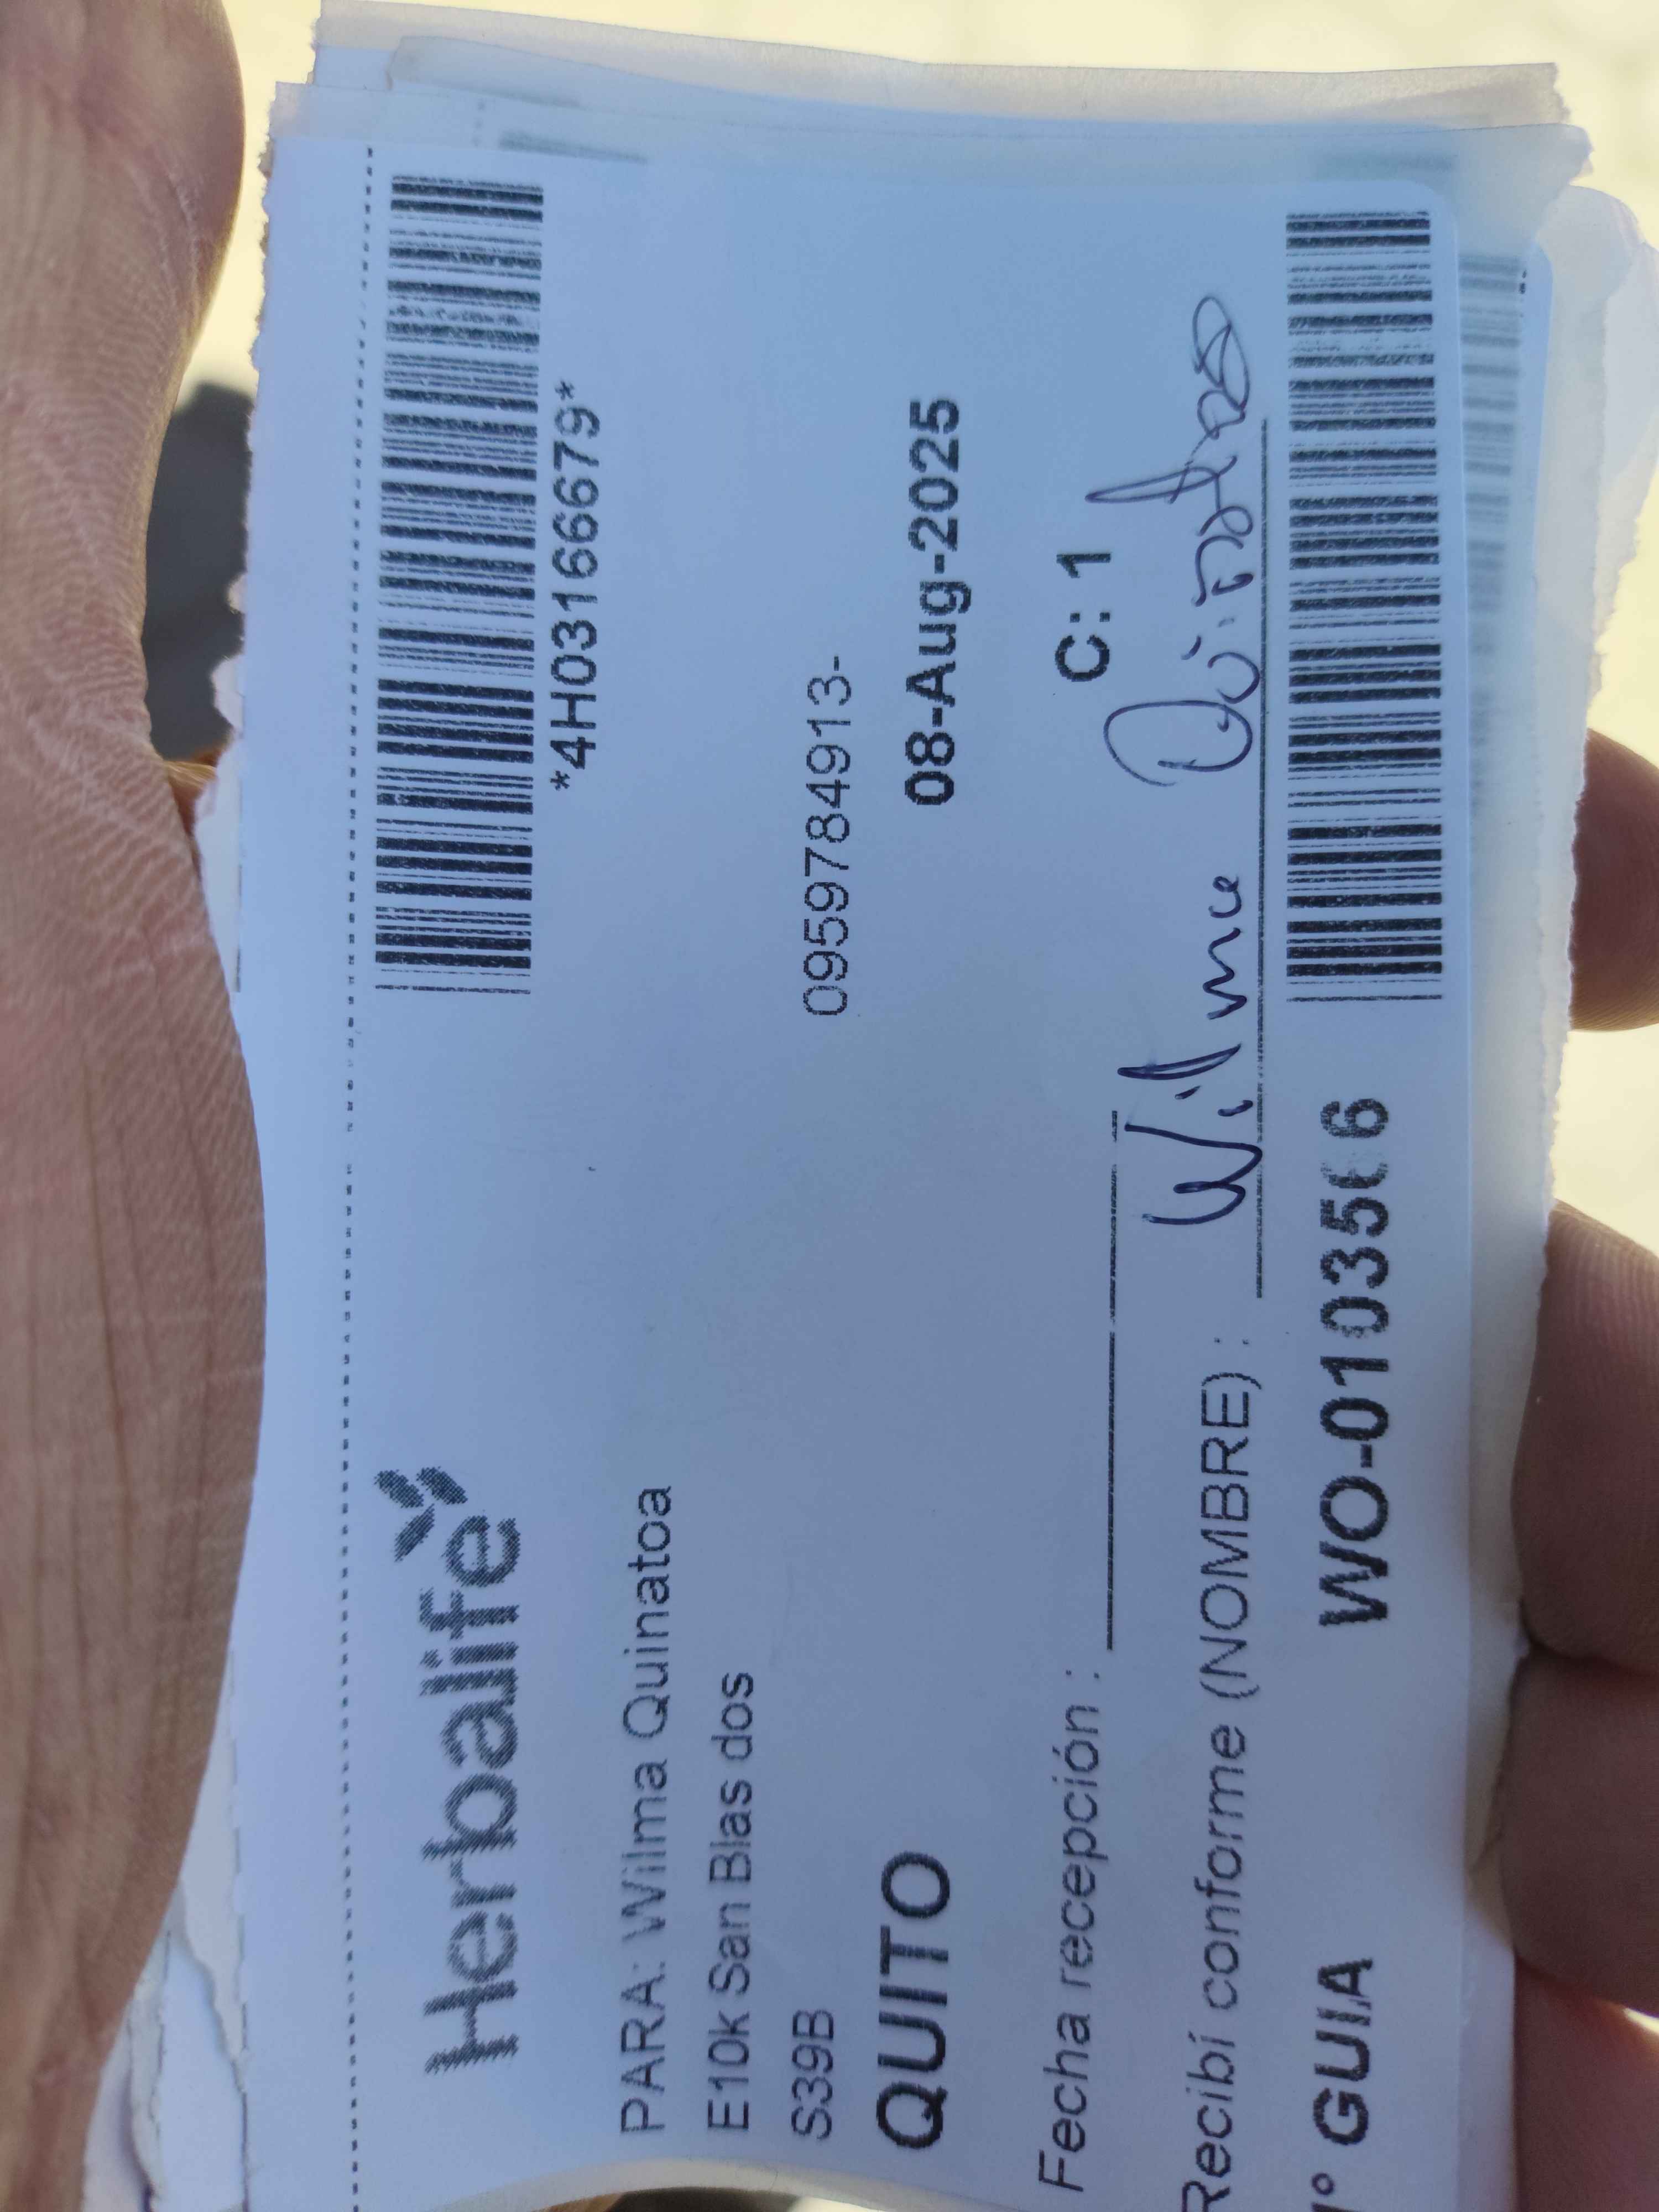 Herbalife
*4H03166679*
PARA: Wilma Quinatoa
E10k San Blas dos
S39B
0959784913-
QUITO
08-Aug-2025
C: 1
Fecha recepción :
Recibí conforme (NOMBRE) : Wilma
N° GUIA